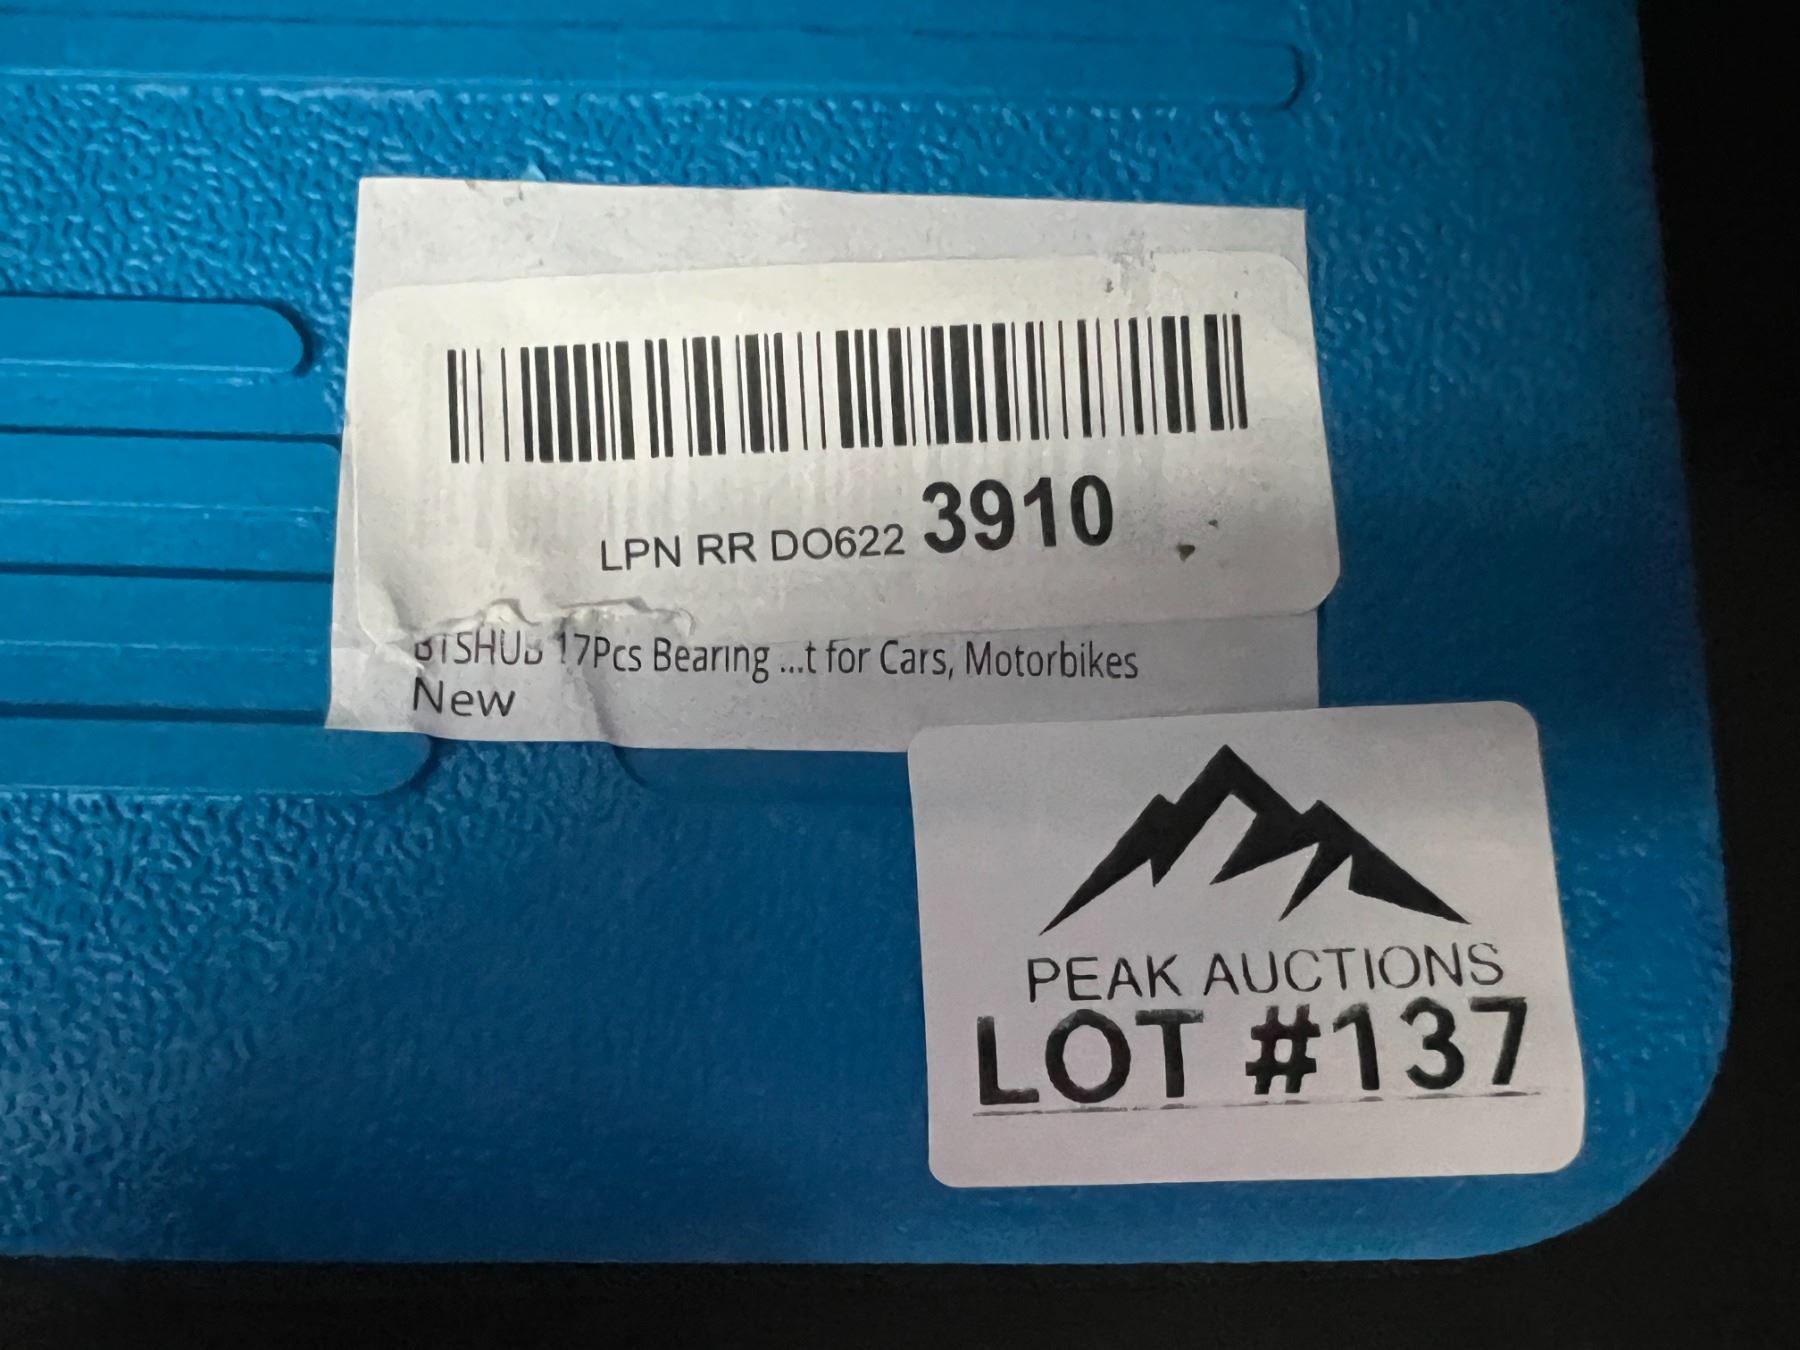 LPN RR DO622 3910
BTSHUB 17Pcs Bearing ...t for Cars, Motorbikes
New
PEAK AUCTIONS
LOT #137